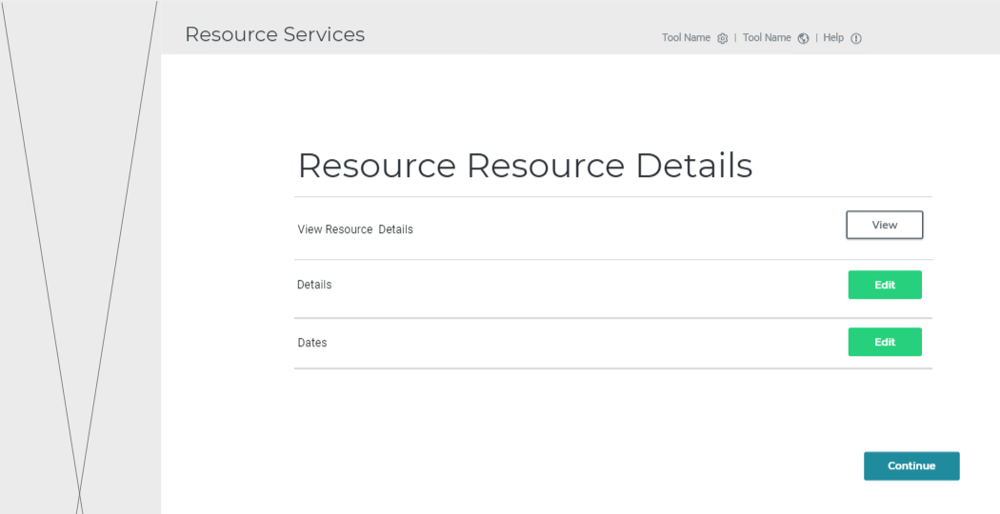 Resource Services
Tool Name | Tool Name | Help
Resource Resource Details
View Resource Details View
Details Edit
Dates Edit
Continue